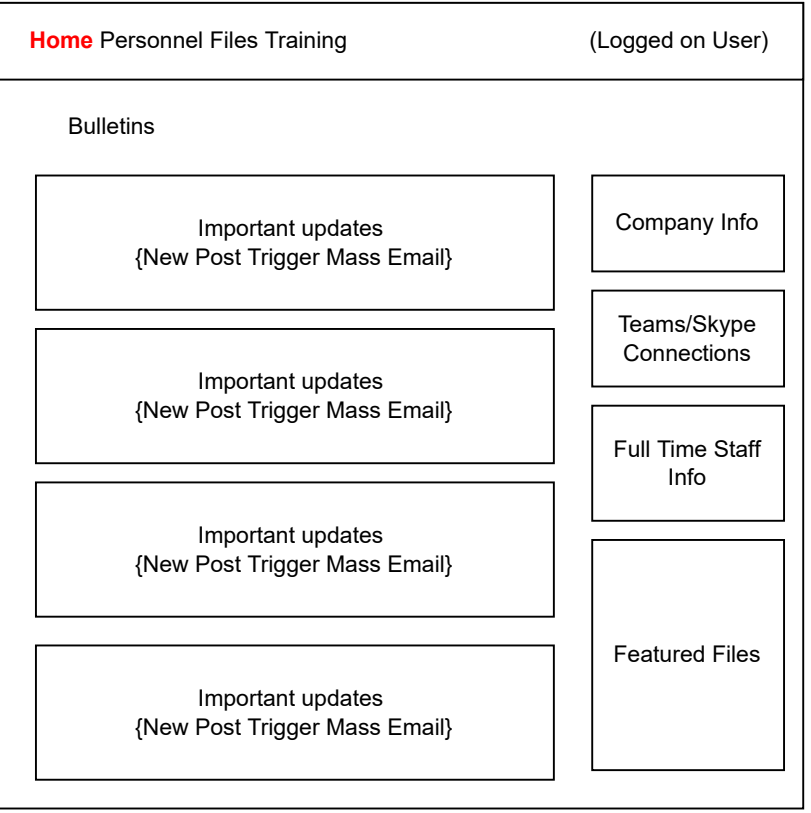 Home Personnel Files Training (Logged on User)
Bulletins
Important updates
{New Post Trigger Mass Email}
Important updates
{New Post Trigger Mass Email}
Important updates
{New Post Trigger Mass Email}
Important updates
{New Post Trigger Mass Email}
Company Info
Teams/Skype
Connections
Full Time Staff
Info
Featured Files